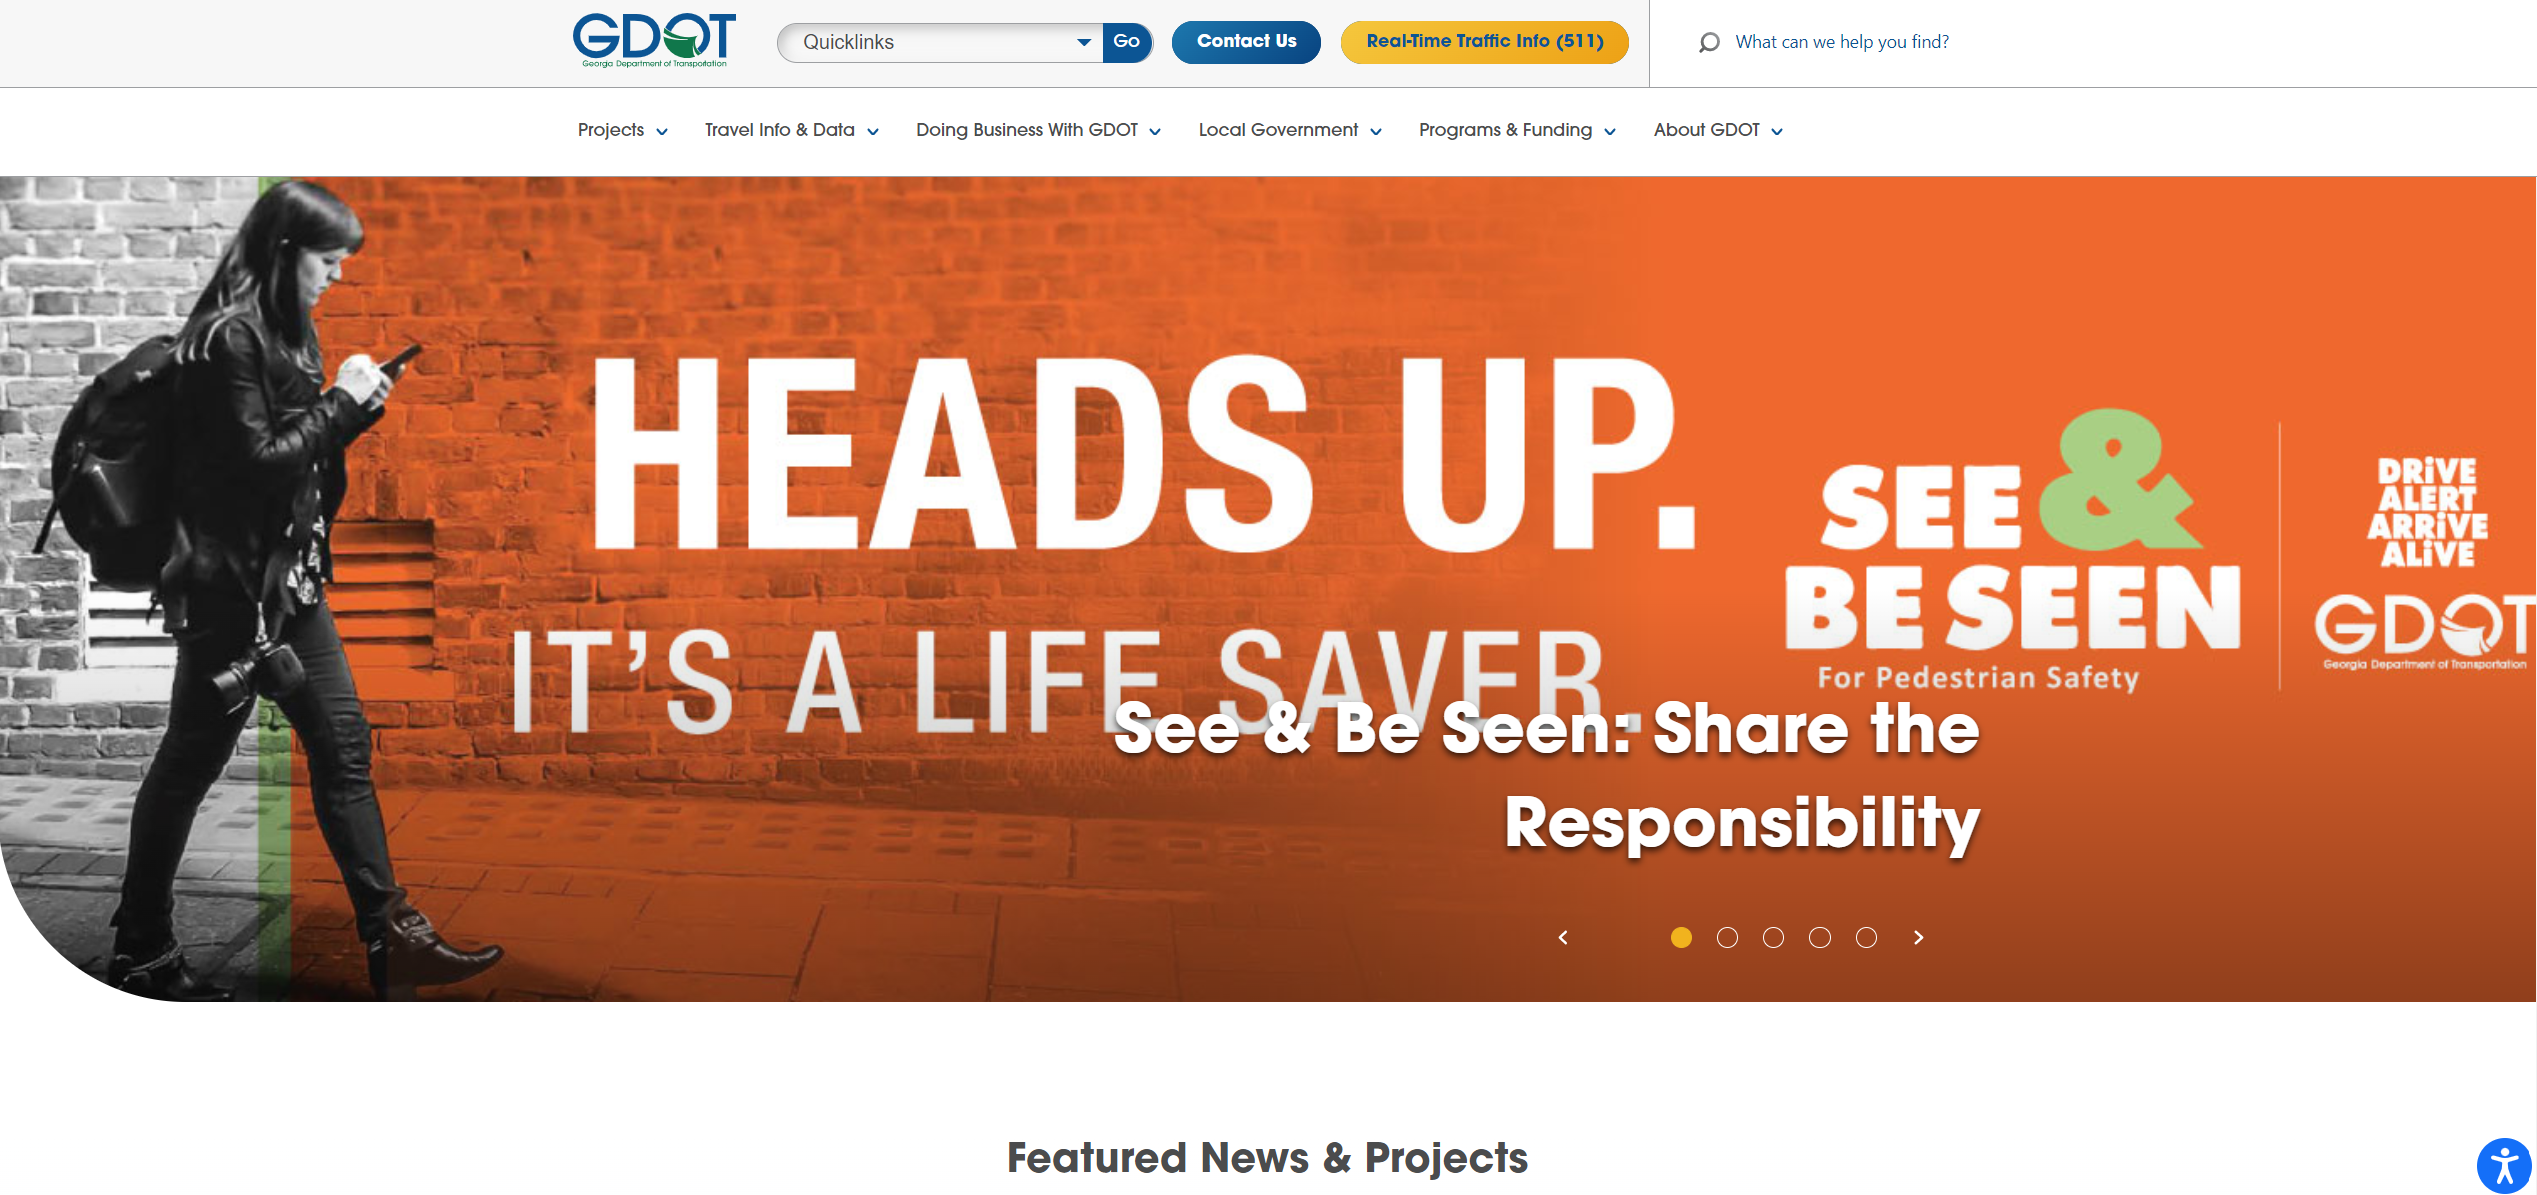 GDOT
Georgia Department of Transportation
Quicklinks
Go
Contact Us
Real-Time Traffic Info (511)
What can we help you find?
Projects
Travel Info & Data
Doing Business With GDOT
Local Government
Programs & Funding
About GDOT
HEADS UP.
IT'S A LIFE SAVER.
SEE &
BE SEEN
For Pedestrian Safety
DRiVE
ALERT
ARRiVE
ALiVE
GDOT
Georgia Department of Transportation
See & Be Seen: Share the
Responsibility
Featured News & Projects